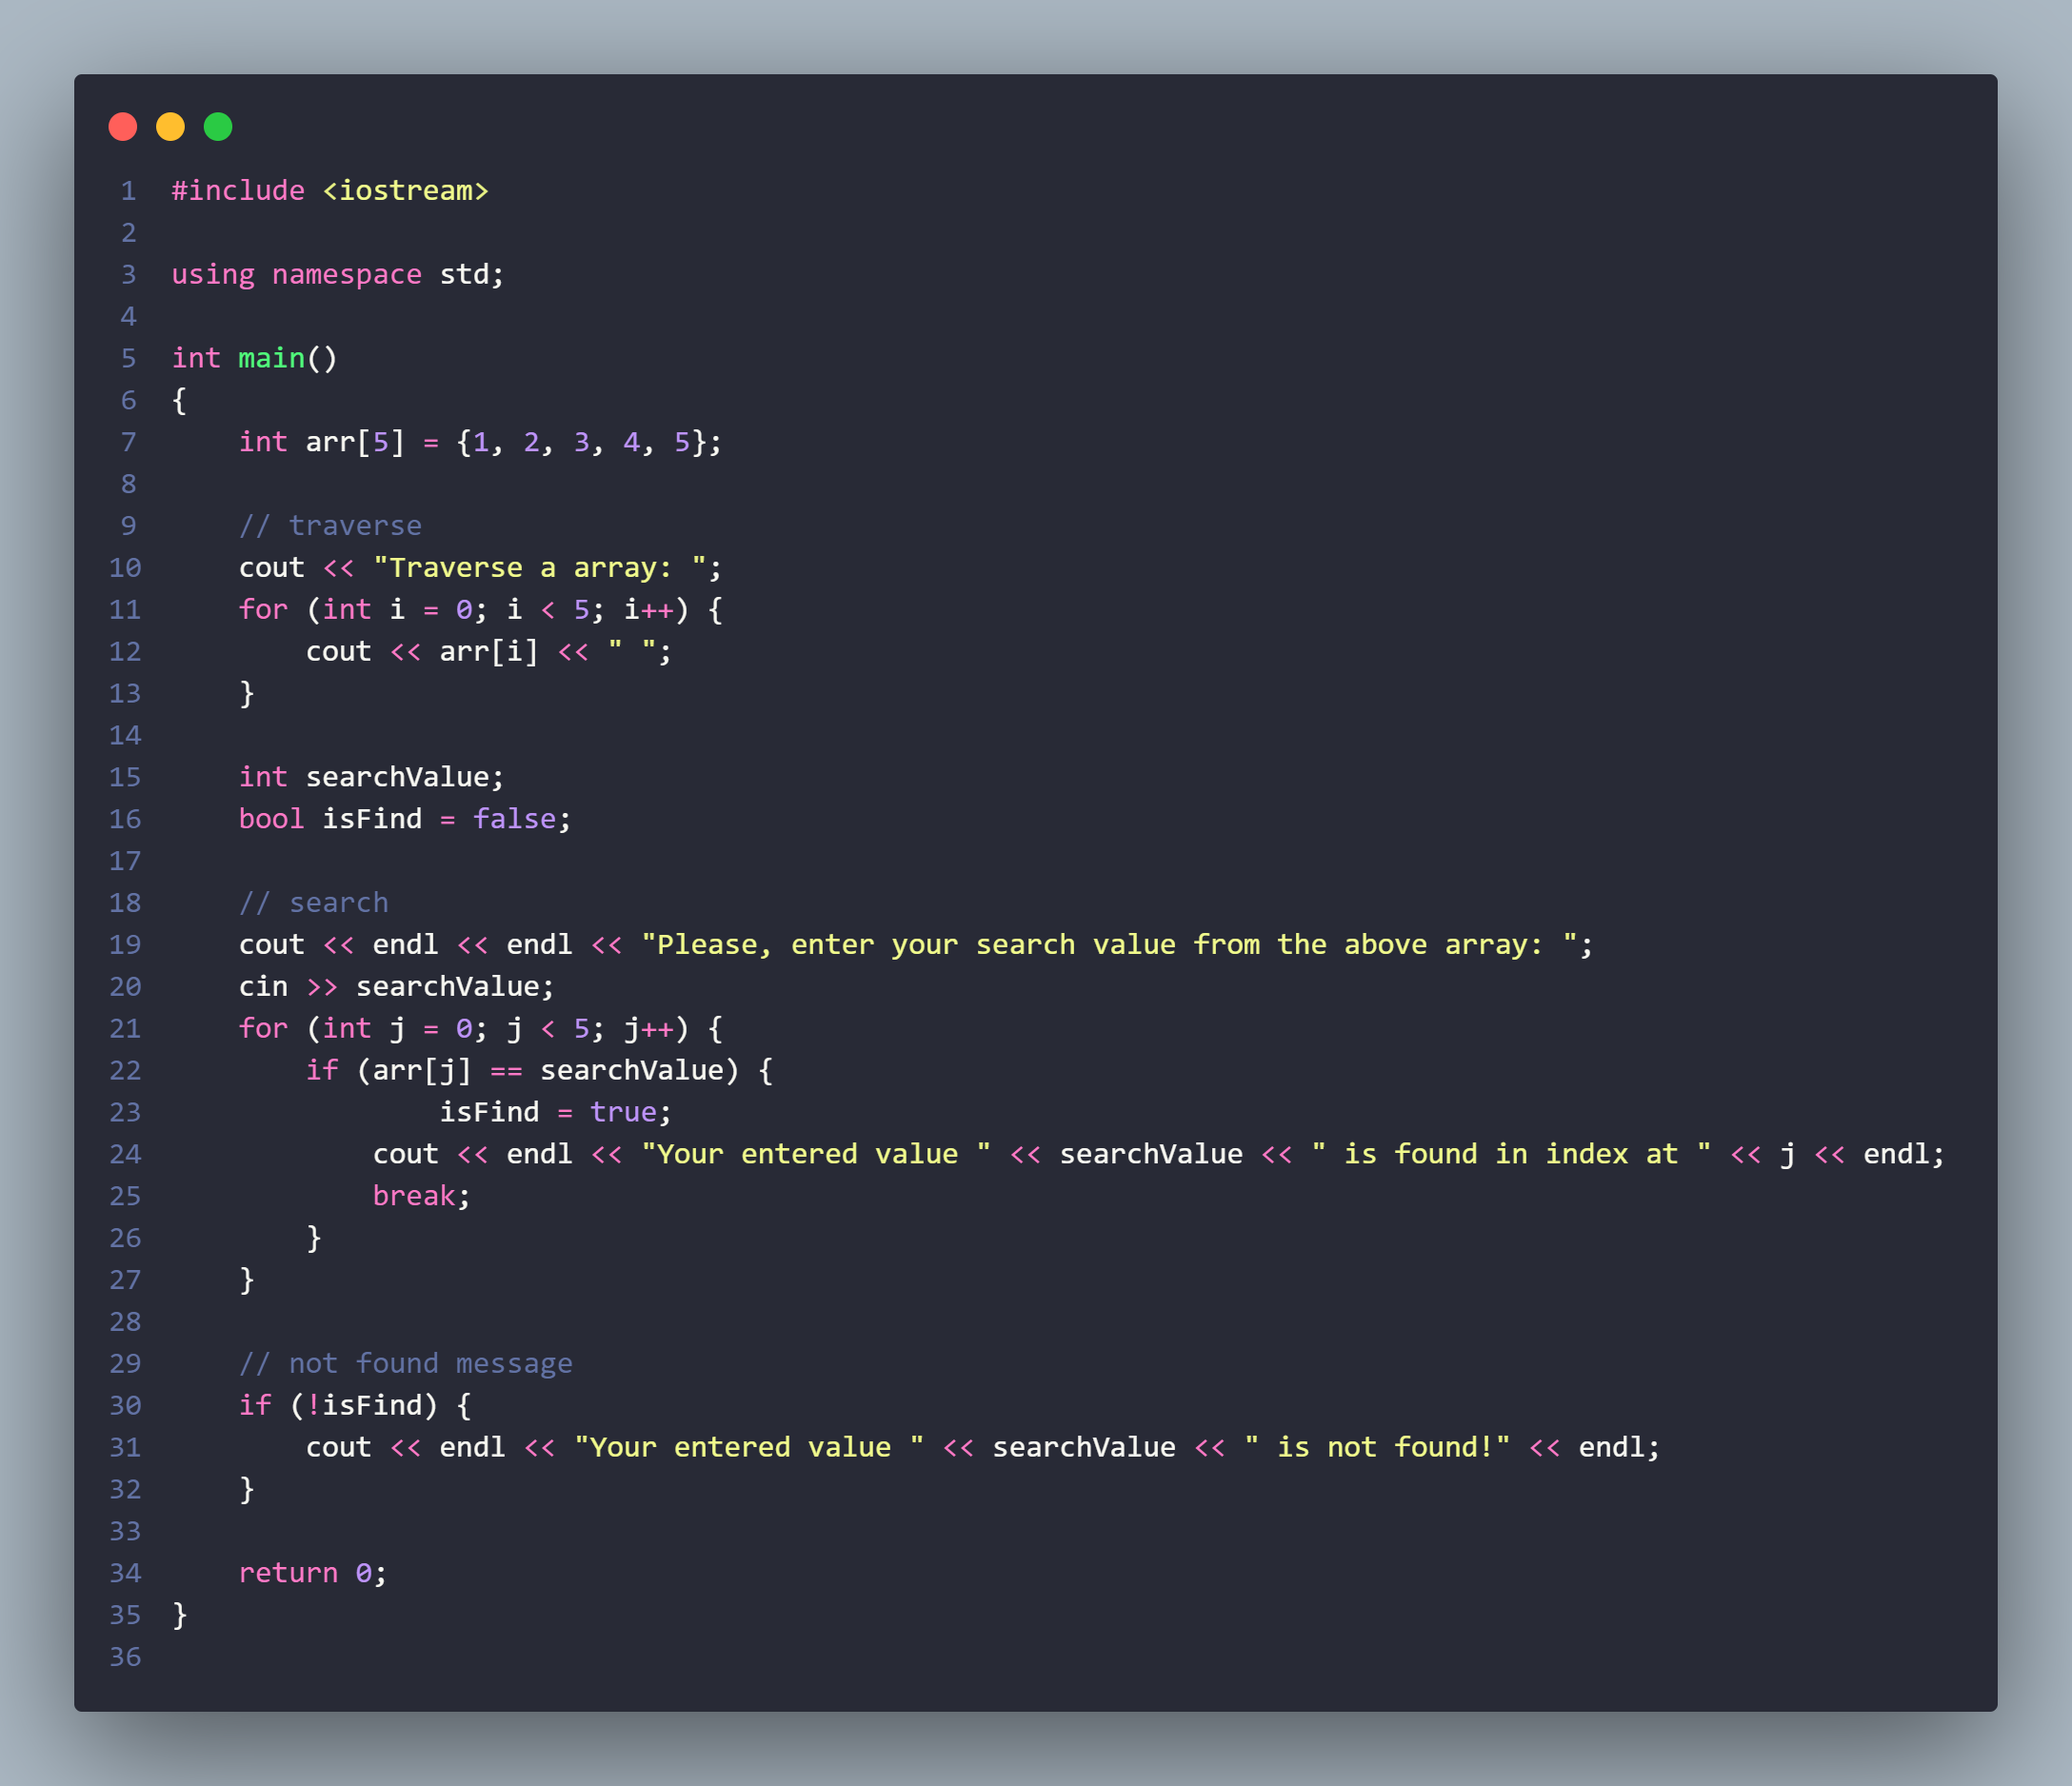 1 #include <iostream>
2
3 using namespace std;
4
5 int main()
6 {
7     int arr[5] = {1, 2, 3, 4, 5};
8
9     // traverse
10     cout << "Traverse a array: ";
11     for (int i = 0; i < 5; i++) {
12         cout << arr[i] << " ";
13     }
14
15     int searchValue;
16     bool isFind = false;
17
18     // search
19     cout << endl << endl << "Please, enter your search value from the above array: ";
20     cin >> searchValue;
21     for (int j = 0; j < 5; j++) {
22         if (arr[j] == searchValue) {
23                 isFind = true;
24             cout << endl << "Your entered value " << searchValue << " is found in index at " << j << endl;
25             break;
26         }
27     }
28
29     // not found message
30     if (!isFind) {
31         cout << endl << "Your entered value " << searchValue << " is not found!" << endl;
32     }
33
34     return 0;
35 }
36